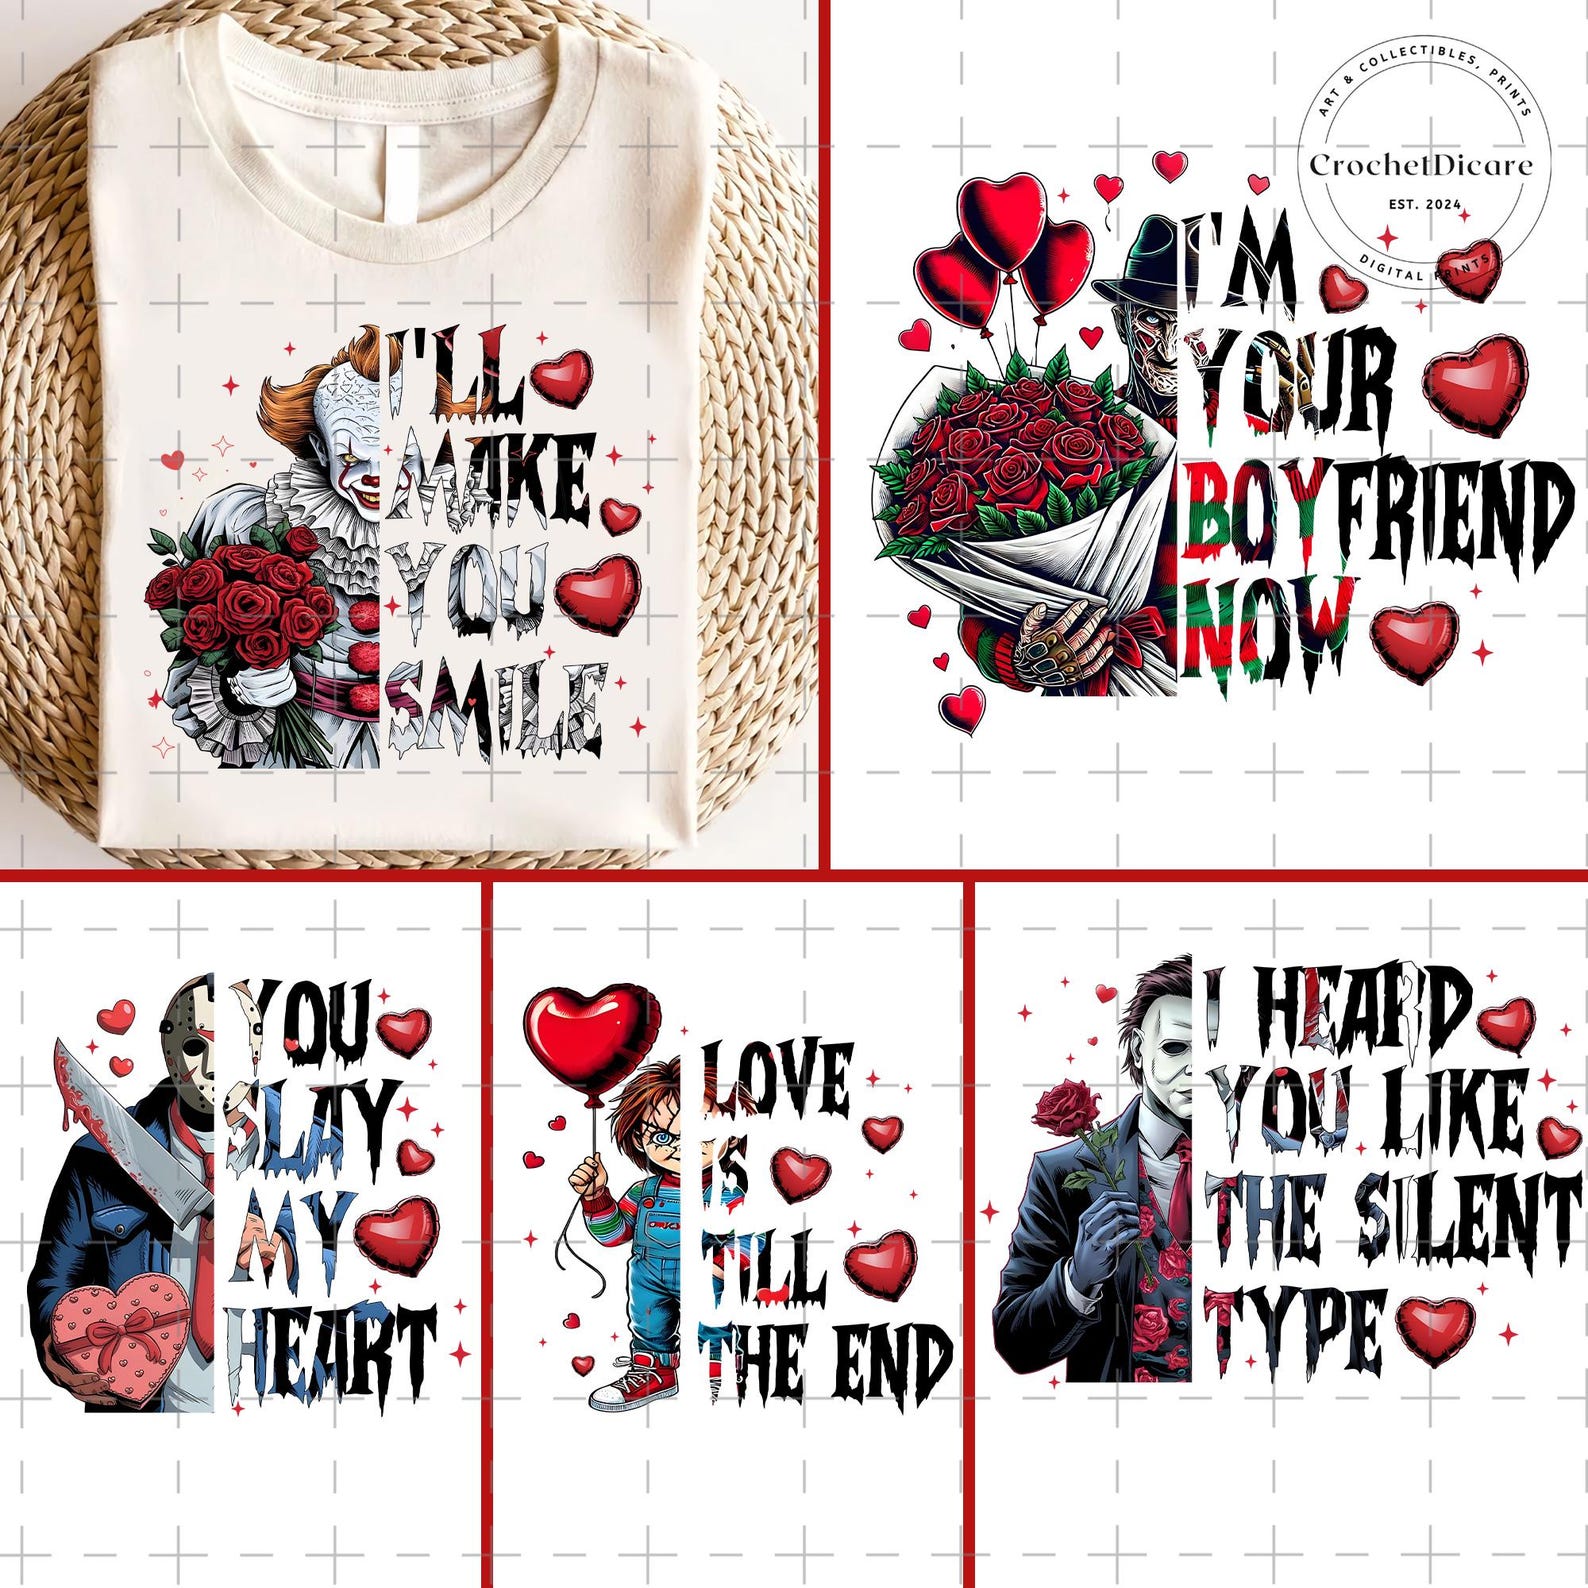 I'LL
MAKE
YOU
SMILE
ART & COLLECTIBLES, PRINTS
CrochetDicare
EST. 2024
DIGITAL PRINTS
I'M
YOUR
BOYFRIEND
NOW
YOU
SLAY
MY
HEART
LOVE
IS
TILL
THE END
I HEARD
YOU LIKE
THE SILENT
TYPE